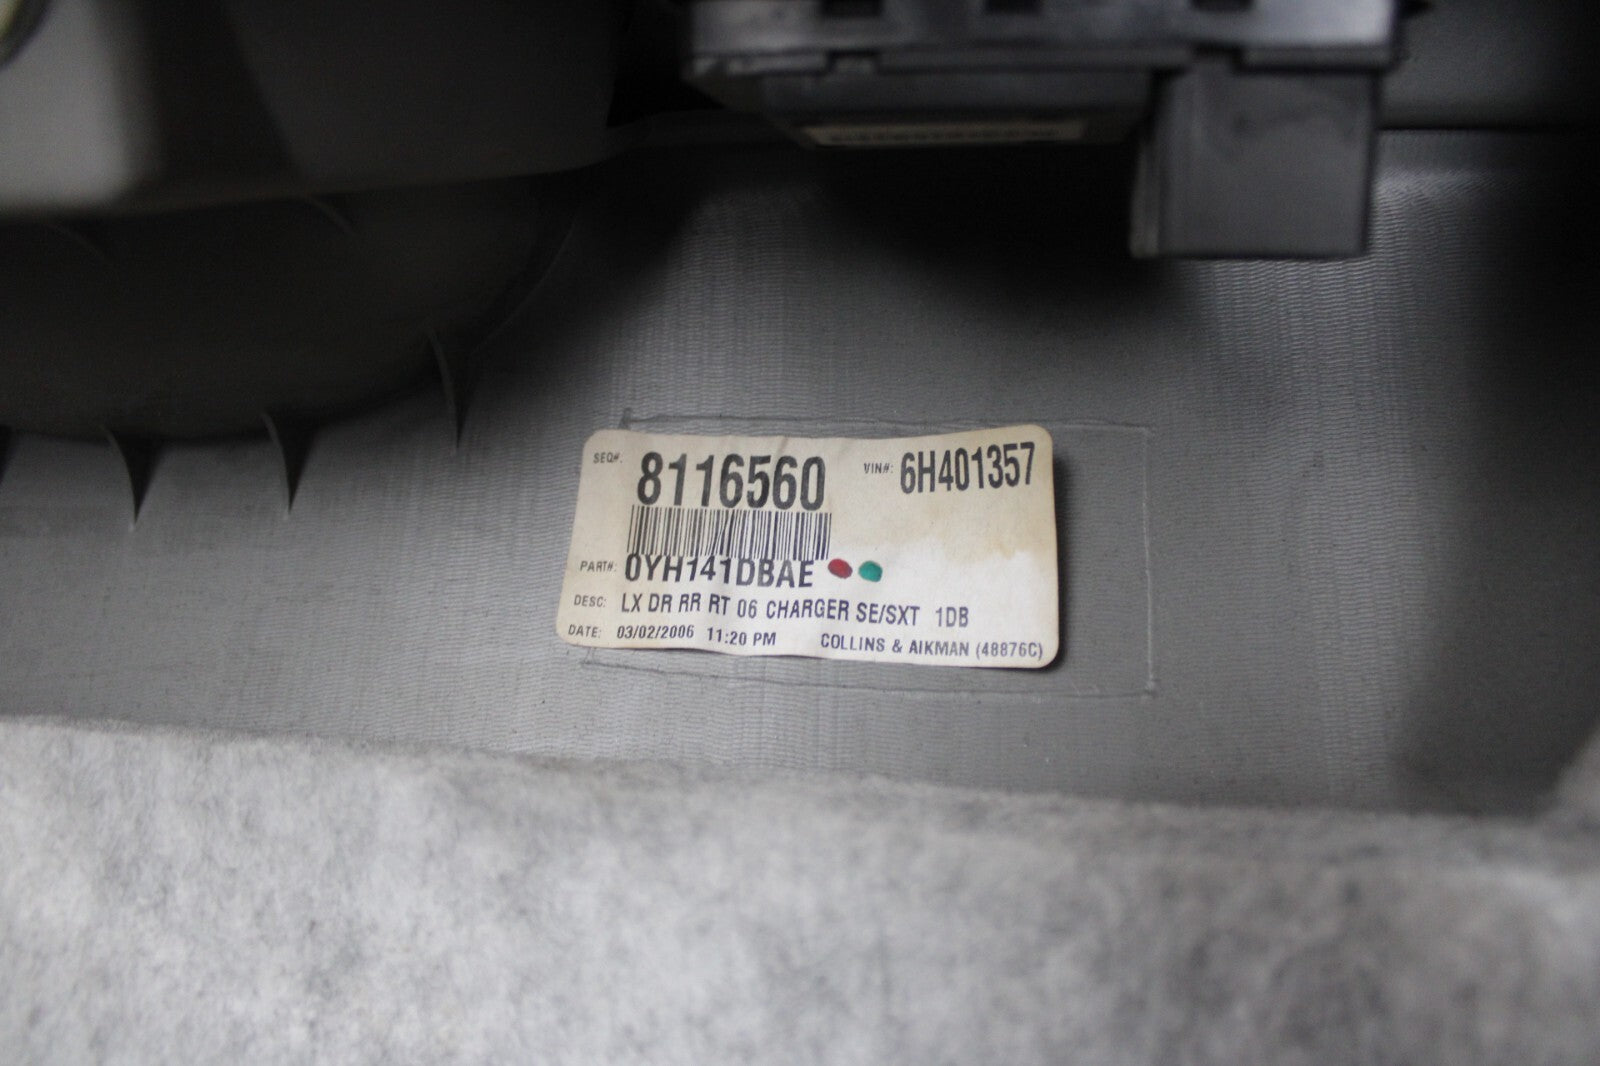 SEQ#: 8116560 VIN#: 6H401357
PART#: 0YH141DBAE
DESC: LX DR RR RT 06 CHARGER SE/SXT 1DB
DATE: 03/02/2006 11:20 PM COLLINS & AIKMAN (48876C)